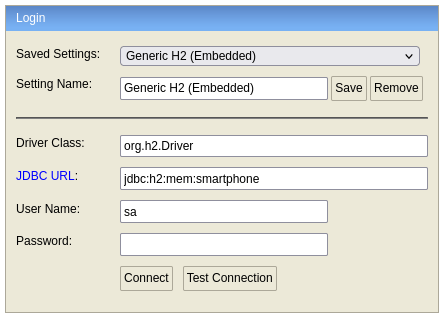 Login
Saved Settings: Generic H2 (Embedded)
Setting Name: Generic H2 (Embedded) Save Remove
Driver Class: org.h2.Driver
JDBC URL: jdbc:h2:mem:smartphone
User Name: sa
Password:
Connect Test Connection